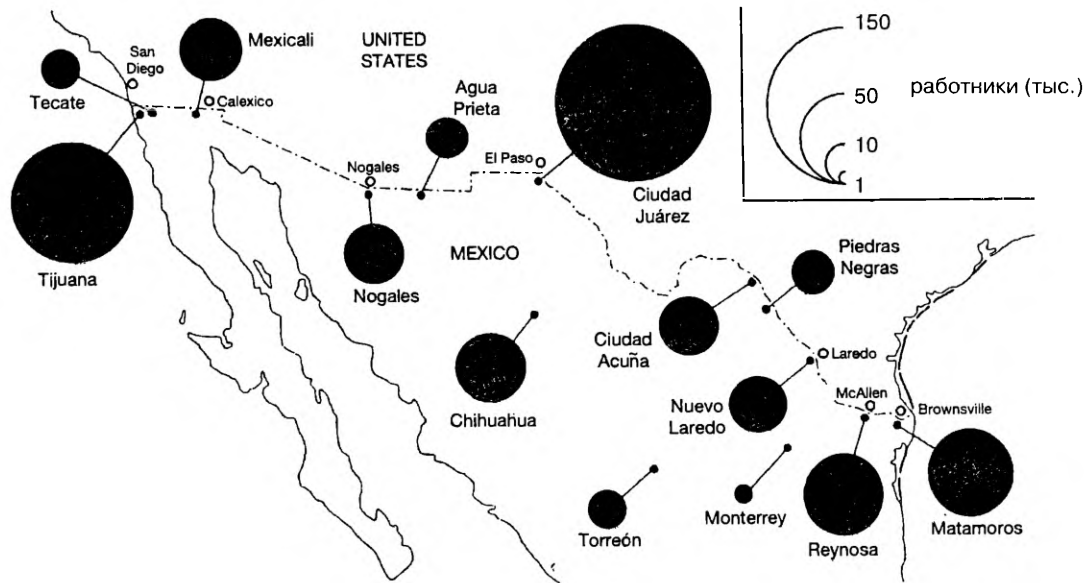 San
Diego
Mexicali
UNITED
STATES
Tecate
Calexico
Agua
Prieta
Nogales
El Paso
Ciudad
Juárez
150
50
10
1
работники (тыс.)
Tijuana
Nogales
MEXICO
Piedras
Negras
Ciudad
Acuña
Chihuahua
Laredo
Nuevo
Laredo
McAllen
Brownsville
Torreón
Monterrey
Reynosa
Matamoros